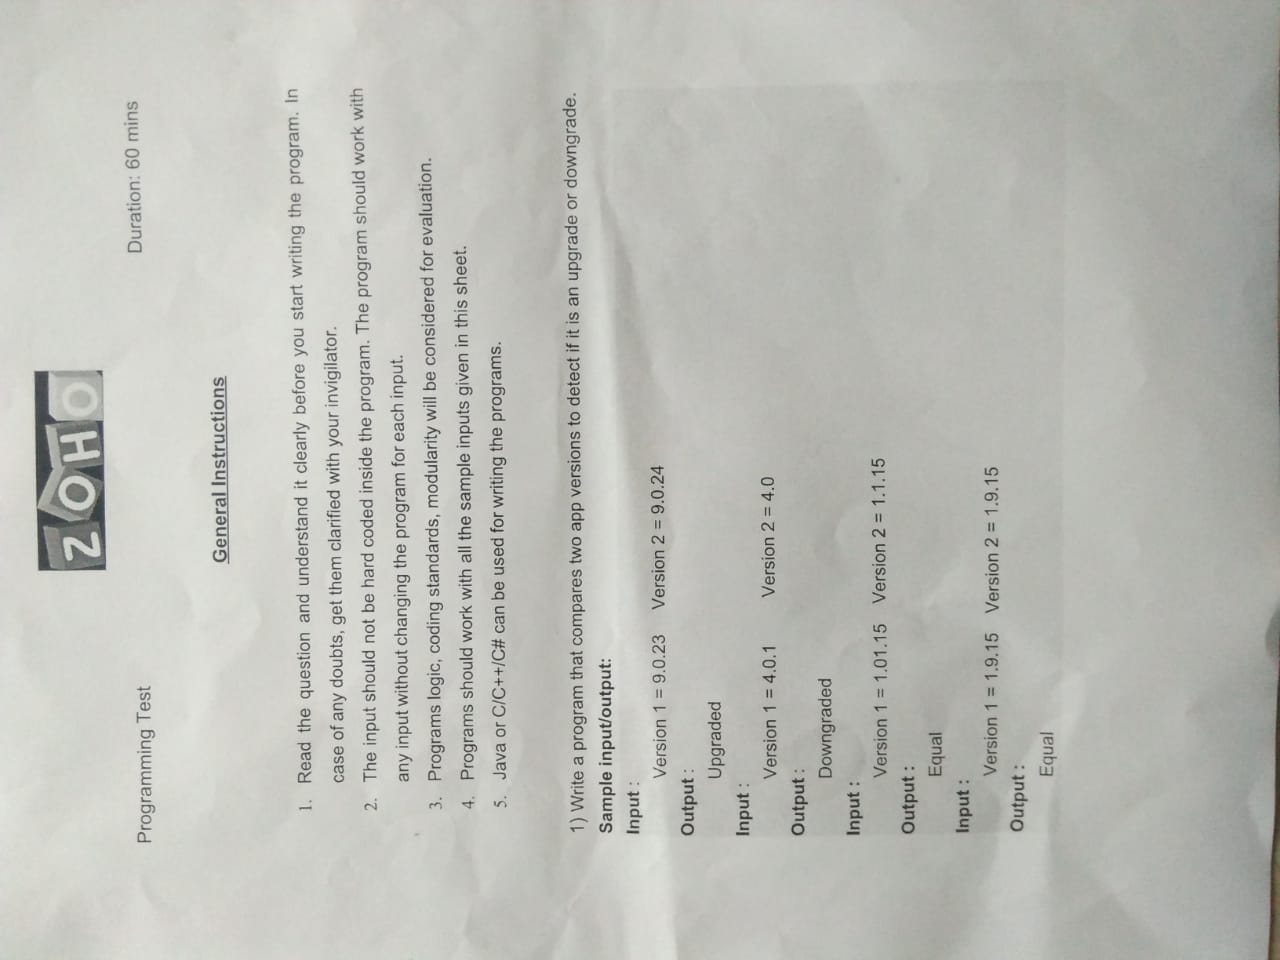 ZOHO
Programming Test Duration: 60 mins
General Instructions
1. Read the question and understand it clearly before you start writing the program. In
case of any doubts, get them clarified with your invigilator.
2. The input should not be hard coded inside the program. The program should work with
any input without changing the program for each input.
3. Programs logic, coding standards, modularity will be considered for evaluation.
4. Programs should work with all the sample inputs given in this sheet.
5. Java or C/C++/C# can be used for writing the programs.
1) Write a program that compares two app versions to detect if it is an upgrade or downgrade.
Sample input/output:
Input :
Version 1 = 9.0.23 Version 2 = 9.0.24
Output :
Upgraded
Input :
Version 1 = 4.0.1 Version 2 = 4.0
Output :
Downgraded
Input :
Version 1 = 1.01.15 Version 2 = 1.1.15
Output :
Equal
Input :
Version 1 = 1.9.15 Version 2 = 1.9.15
Output :
Equal